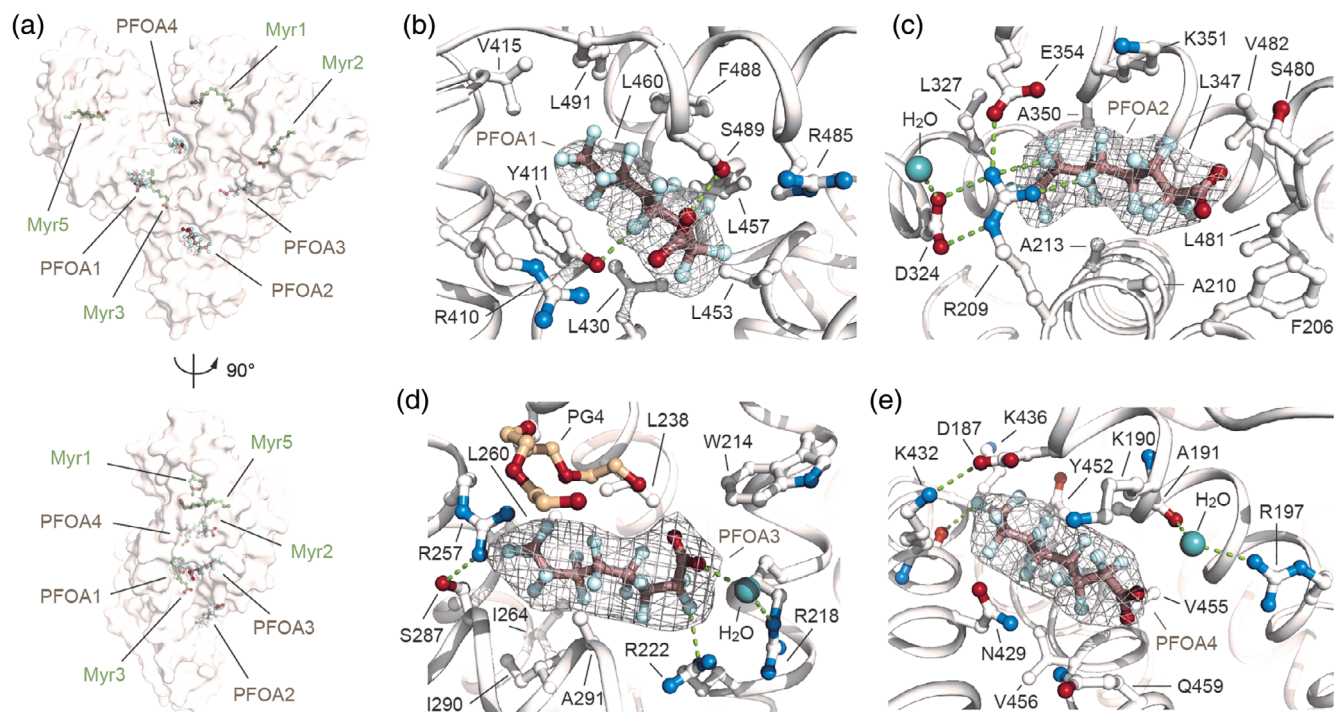 (a)
PFOA4
Myr1
Myr2
Myr5
PFOA1
Myr3
PFOA3
PFOA2
90°
Myr1
Myr5
PFOA4
Myr2
PFOA1
PFOA3
Myr3
PFOA2
(b)
V415
L491
L460
F488
PFOA1
S489
R485
Y411
L457
R410
L430
L453
(c)
E354
K351
V482
S480
L327
L347
H₂O
A350
PFOA2
L481
A213
D324
A210
R209
F206
(d)
PG4
L238
L260
W214
R257
PFOA3
S287
I264
H₂O
R218
R222
I290
A291
(e)
K436
D187
K190
A191
K432
Y452
H₂O
R197
V455
N429
PFOA4
V456
Q459